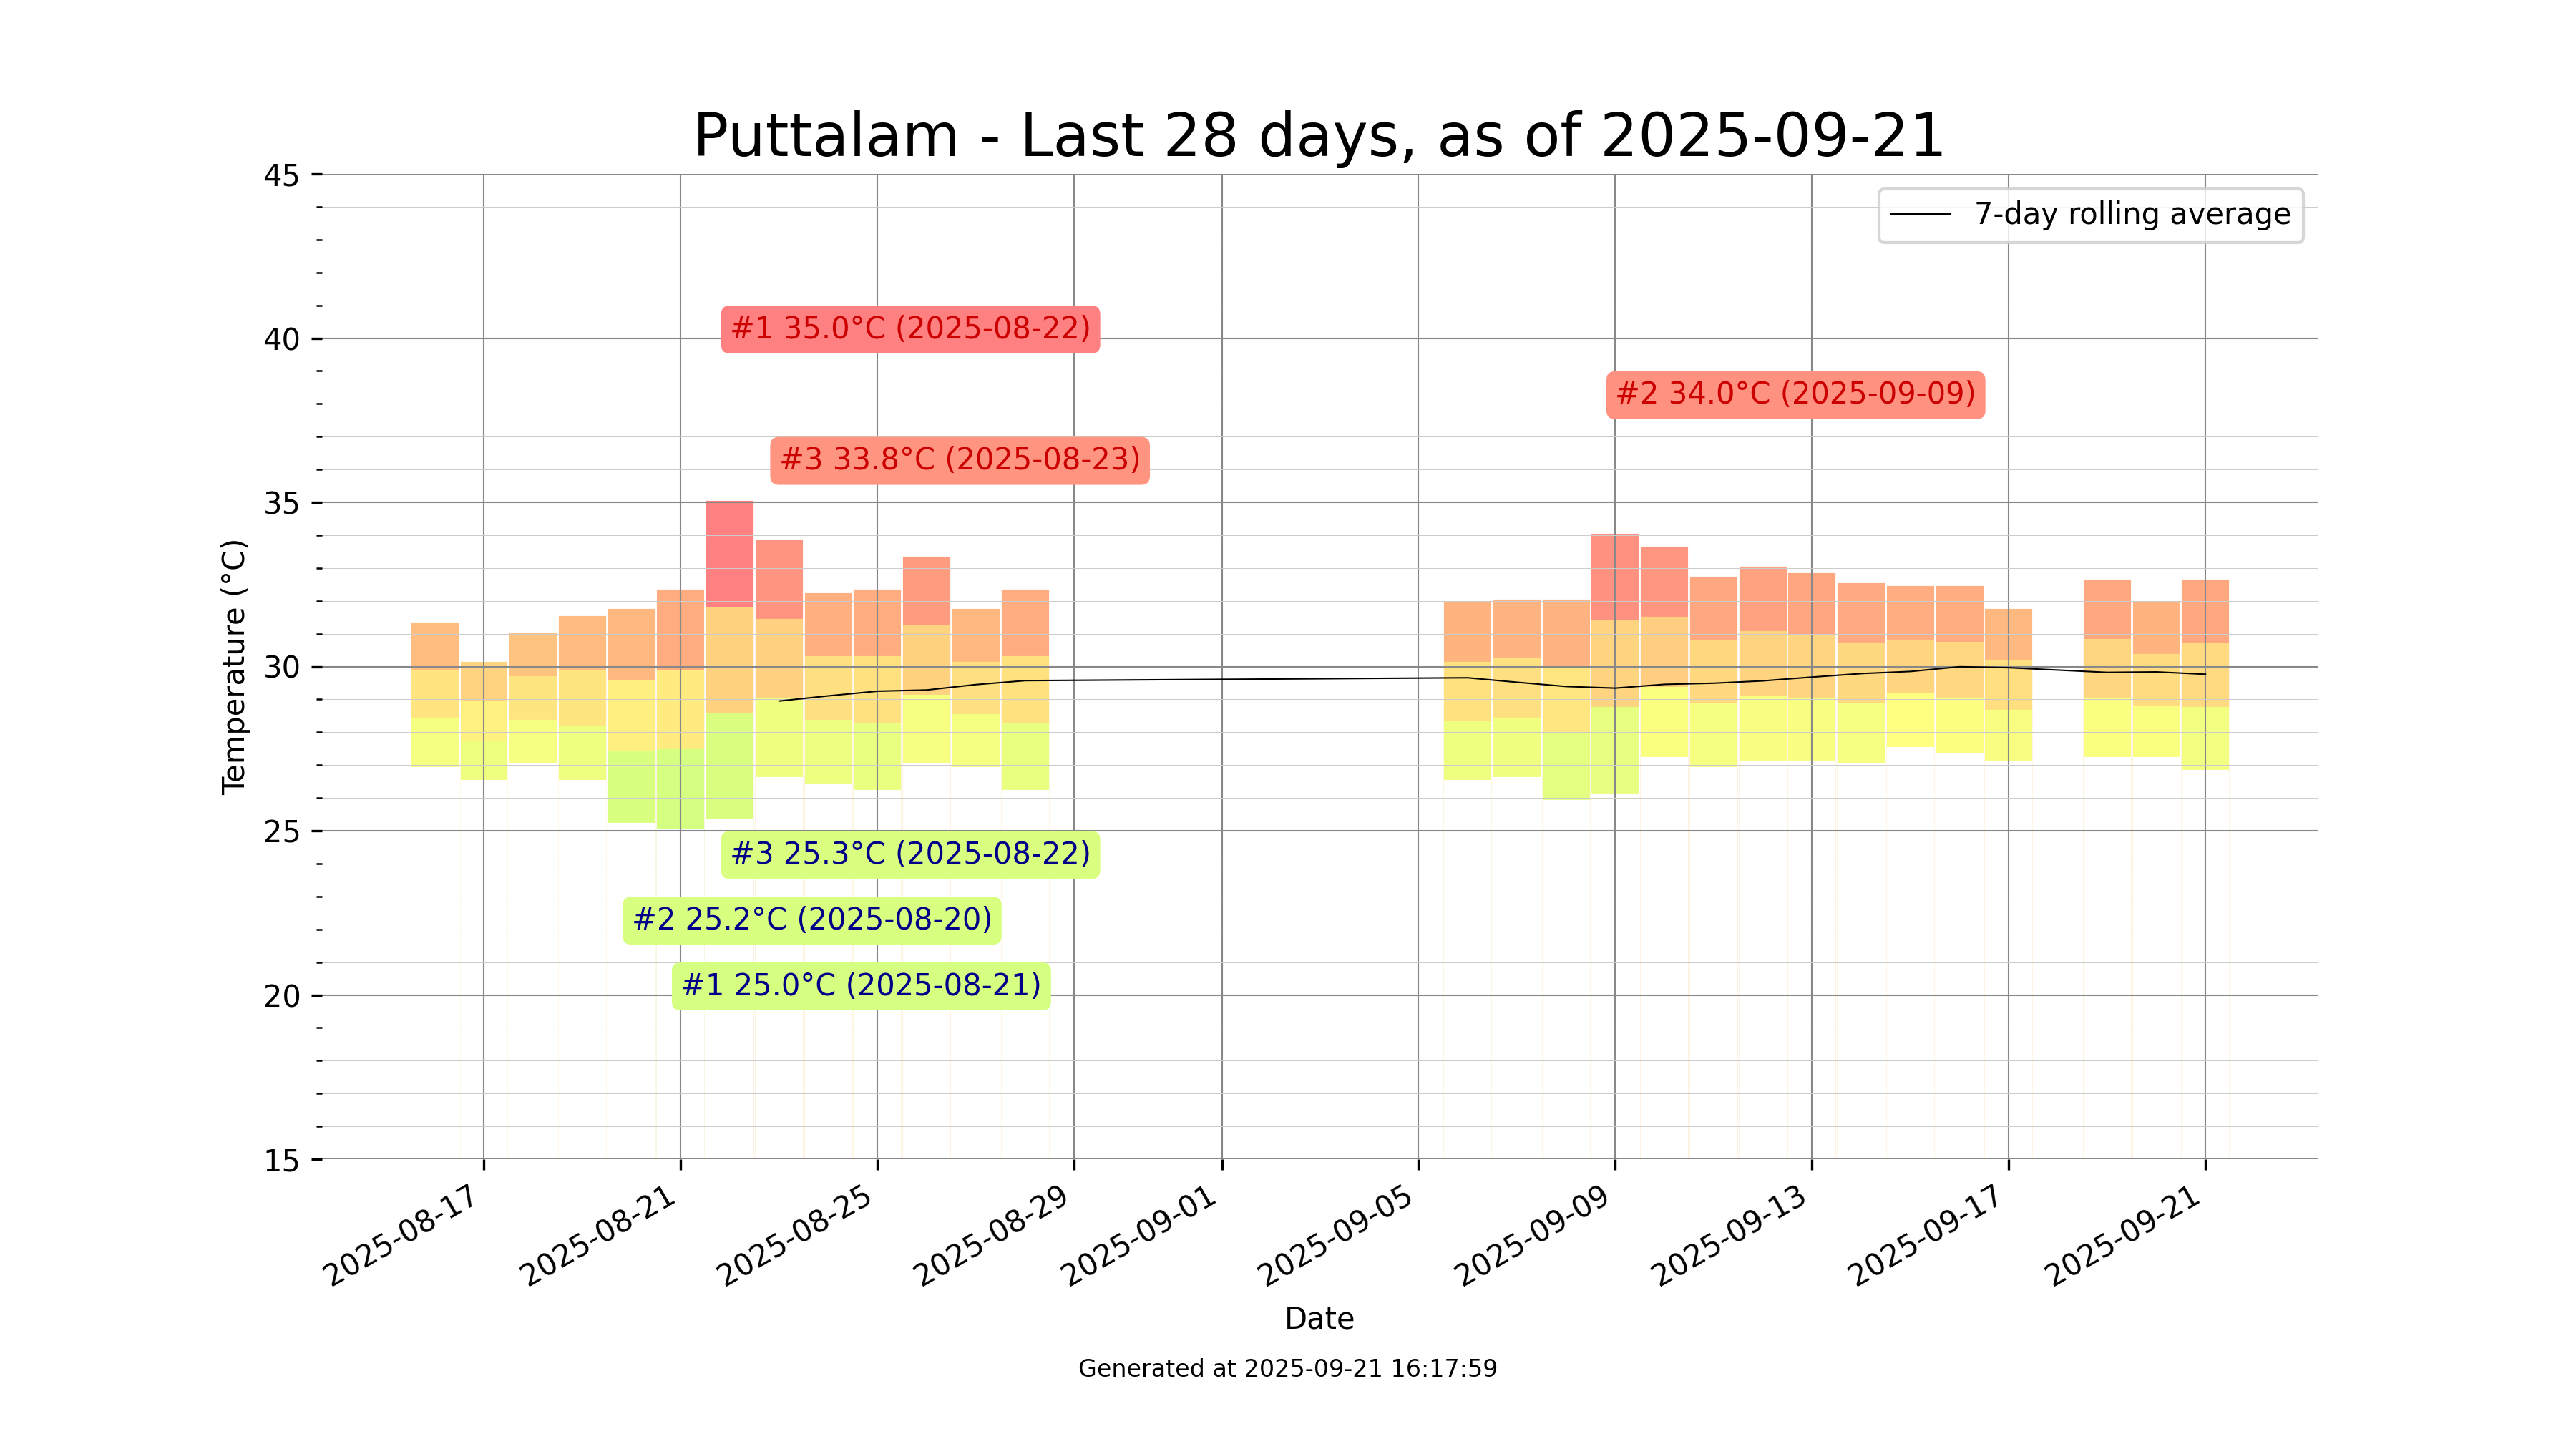 Puttalam - Last 28 days, as of 2025-09-21
7-day rolling average
Temperature (°C)
45
40
35
30
25
20
15
#1 35.0°C (2025-08-22)
#2 34.0°C (2025-09-09)
#3 33.8°C (2025-08-23)
#3 25.3°C (2025-08-22)
#2 25.2°C (2025-08-20)
#1 25.0°C (2025-08-21)
2025-08-17
2025-08-21
2025-08-25
2025-08-29
2025-09-01
2025-09-05
2025-09-09
2025-09-13
2025-09-17
2025-09-21
Date
Generated at 2025-09-21 16:17:59